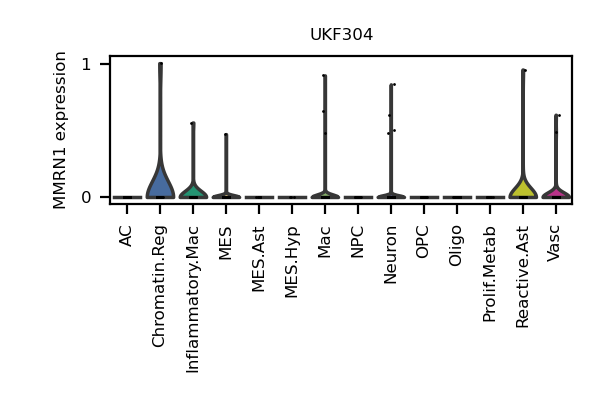 UKF304
MMRN1 expression
1
0
AC
Chromatin.Reg
Inflammatory.Mac
MES
MES.Ast
MES.Hyp
Mac
NPC
Neuron
OPC
Oligo
Prolif.Metab
Reactive.Ast
Vasc